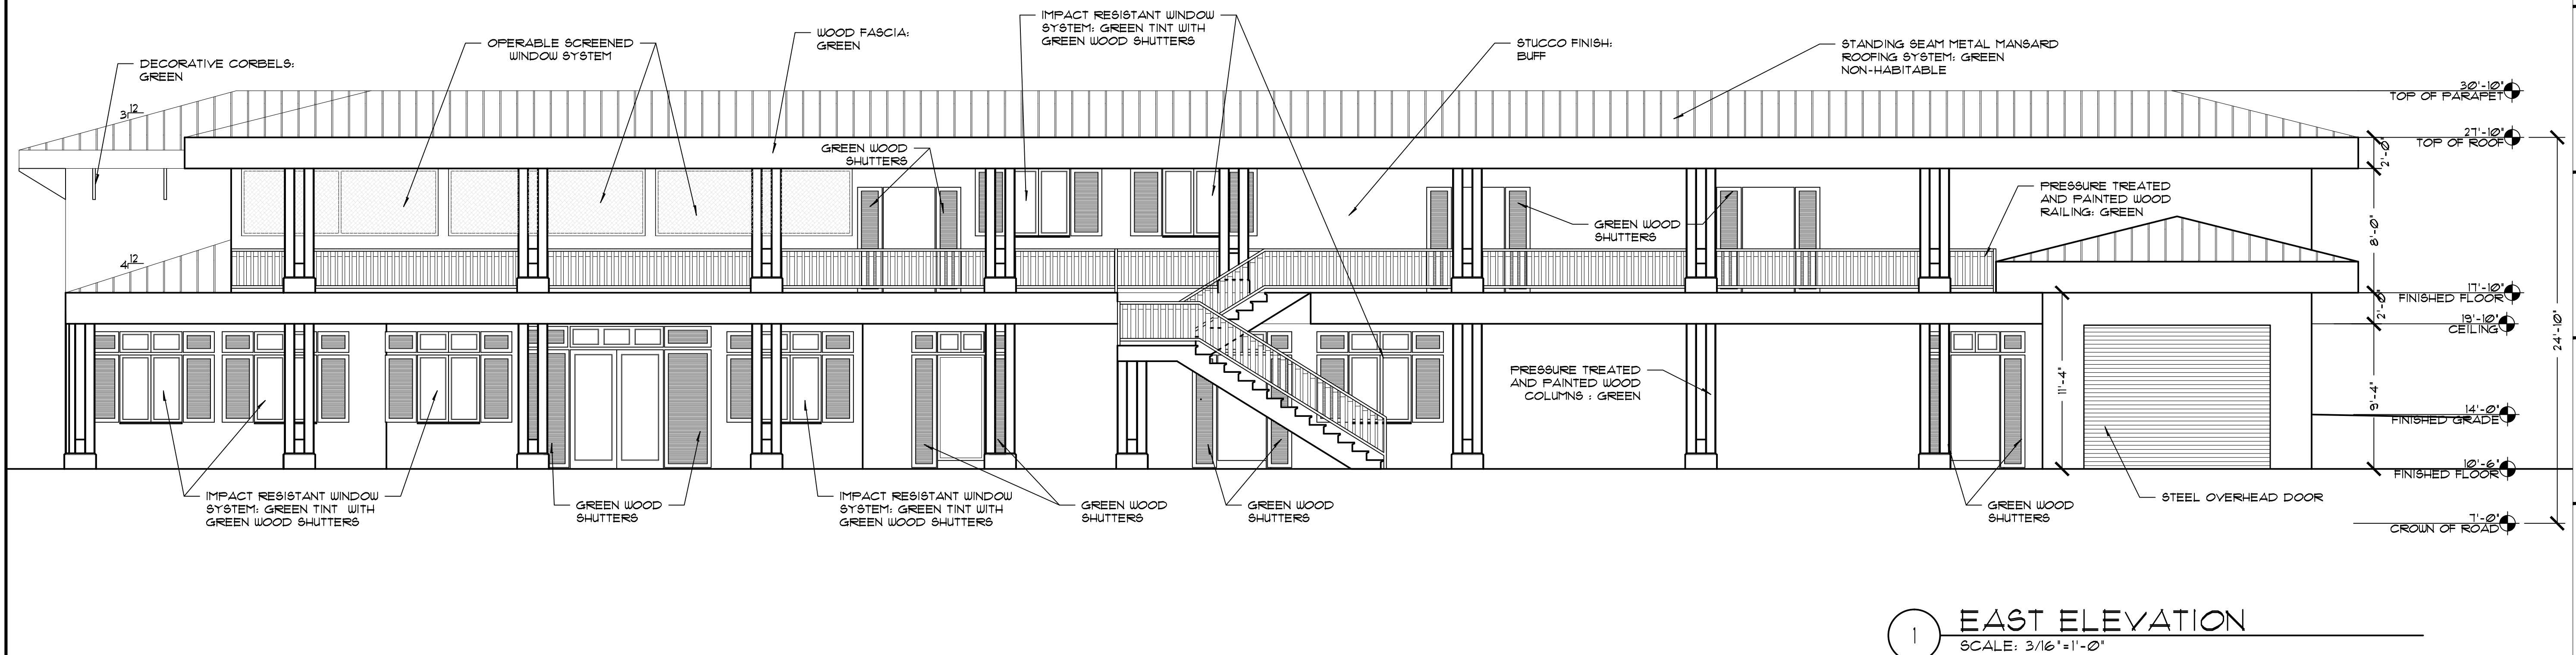 IMPACT RESISTANT WINDOW
SYSTEM: GREEN TINT WITH
GREEN WOOD SHUTTERS
WOOD FASCIA:
GREEN
OPERABLE SCREENED
WINDOW SYSTEM
STUCCO FINISH:
BUFF
STANDING SEAM METAL MANSARD
ROOFING SYSTEM: GREEN
NON-HABITABLE
DECORATIVE CORBELS:
GREEN
30'-10"
TOP OF PARAPET
12
3
27'-10"
TOP OF ROOF
2'-0"
GREEN WOOD
SHUTTERS
PRESSURE TREATED
AND PAINTED WOOD
RAILING: GREEN
GREEN WOOD
SHUTTERS
8'-0"
12
4
17'-10"
FINISHED FLOOR
2'-0"
19'-10"
CEILING
24'-10"
PRESSURE TREATED
AND PAINTED WOOD
COLUMNS : GREEN
11'-4"
9'-4"
14'-0"
FINISHED GRADE
10'-6"
FINISHED FLOOR
IMPACT RESISTANT WINDOW
SYSTEM: GREEN TINT WITH
GREEN WOOD SHUTTERS
GREEN WOOD
SHUTTERS
IMPACT RESISTANT WINDOW
SYSTEM: GREEN TINT WITH
GREEN WOOD SHUTTERS
GREEN WOOD
SHUTTERS
GREEN WOOD
SHUTTERS
GREEN WOOD
SHUTTERS
STEEL OVERHEAD DOOR
7'-0"
CROWN OF ROAD
1
EAST ELEVATION
SCALE: 3/16"=1'-0"